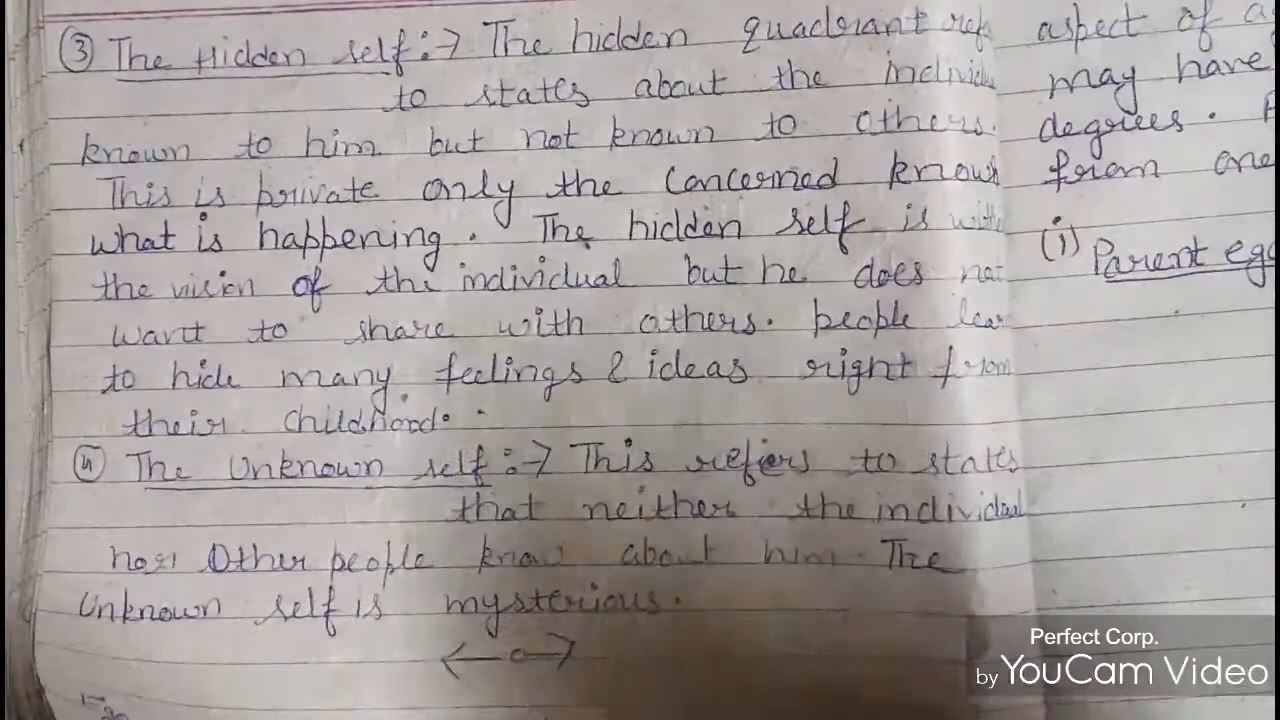 ③ The Hidden self :→ The hidden quadrant
to states about the
known to him but not known to others.
This is private only the concerned knows
what is happening. The hidden self is
the vision of the individual but he does not
want to share with others. people
to hide many feelings & ideas right from
their childhood.
④ The Unknown self :→ This refers to states
that neither the individual
nor other people know about him. The
Unknown self is mysterious.
aspect of
may have
degrees.
from one
(i) Parent ego
Perfect Corp.
by YouCam Video